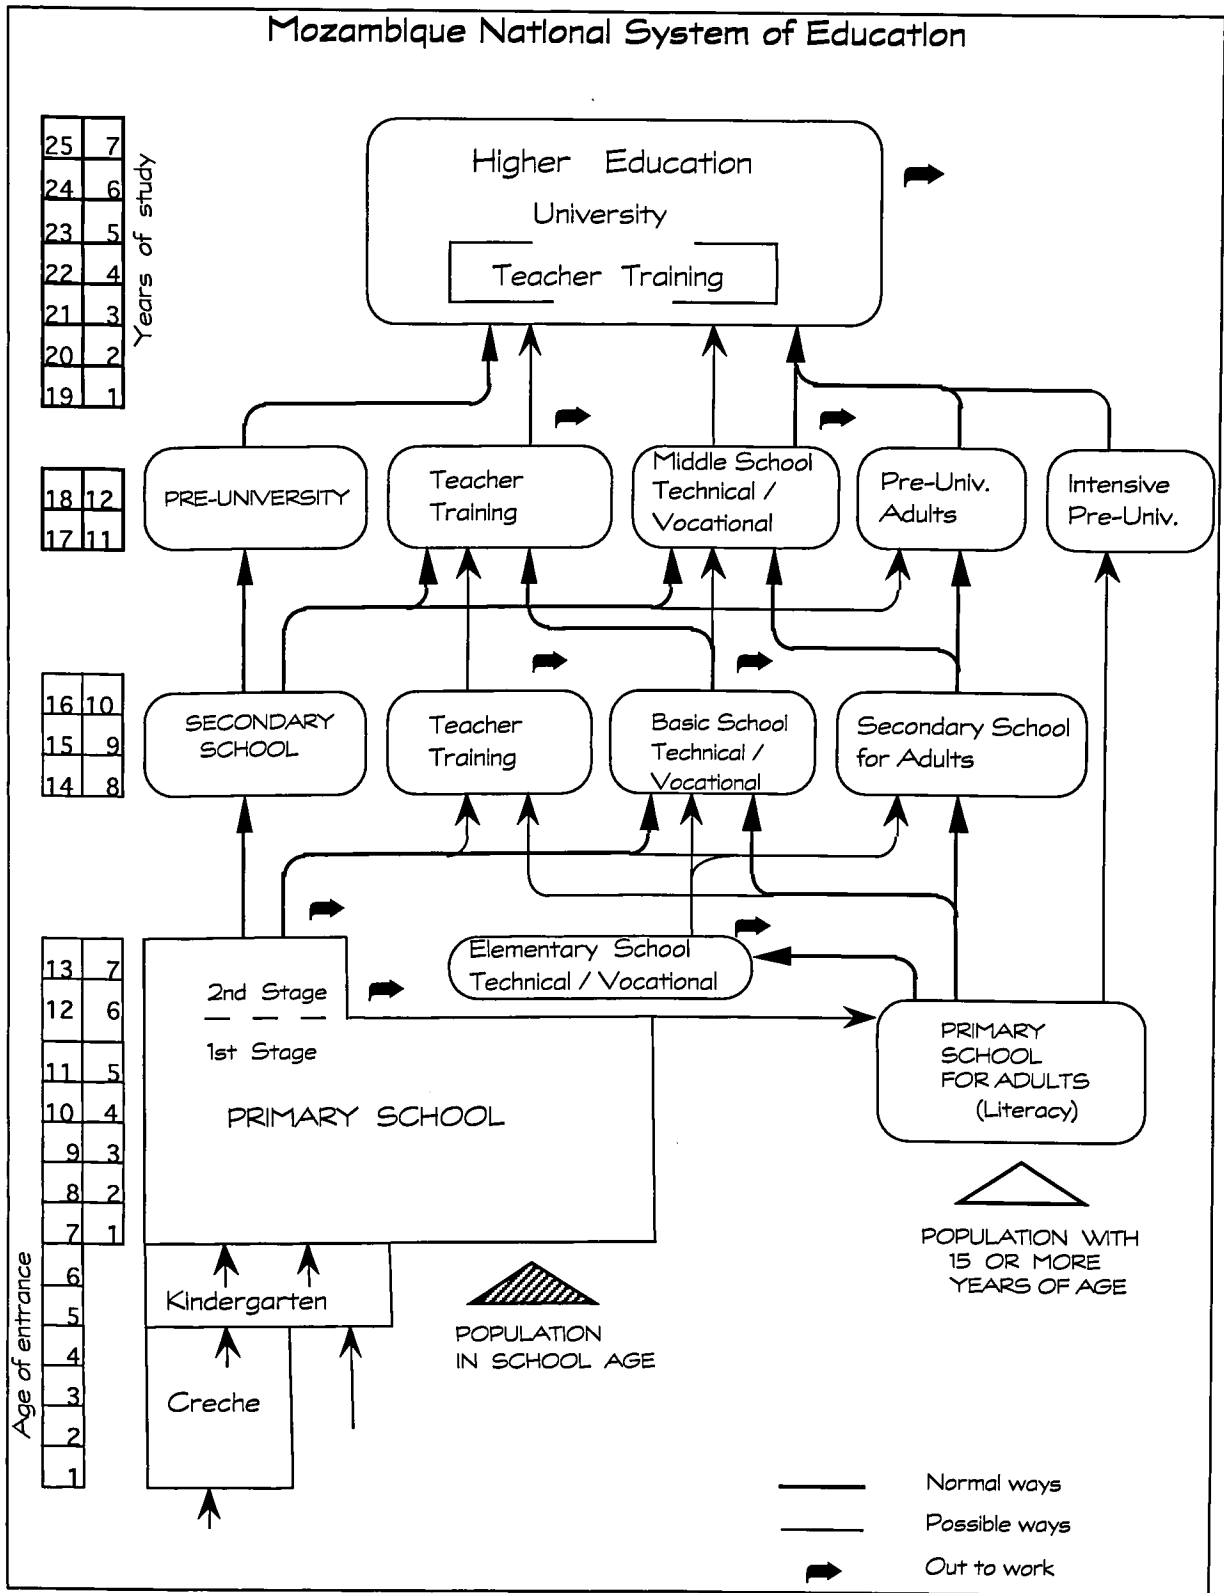 Mozambique National System of Education
25 7
24 6
23 5
22 4
21 3
20 2
19 1
Years of study
Higher Education
University
Teacher Training
18 12
17 11
PRE-UNIVERSITY
Teacher
Training
Middle School
Technical /
Vocational
Pre-Univ.
Adults
Intensive
Pre-Univ.
16 10
15 9
14 8
SECONDARY
SCHOOL
Teacher
Training
Basic School
Technical /
Vocational
Secondary School
for Adults
13 7
12 6
11 5
10 4
9 3
8 2
7 1
6
5
4
3
2
1
Age of entrance
2nd Stage
1st Stage
PRIMARY SCHOOL
Elementary School
Technical / Vocational
PRIMARY
SCHOOL
FOR ADULTS
(Literacy)
Kindergarten
Creche
POPULATION
IN SCHOOL AGE
POPULATION WITH
15 OR MORE
YEARS OF AGE
Normal ways
Possible ways
Out to work